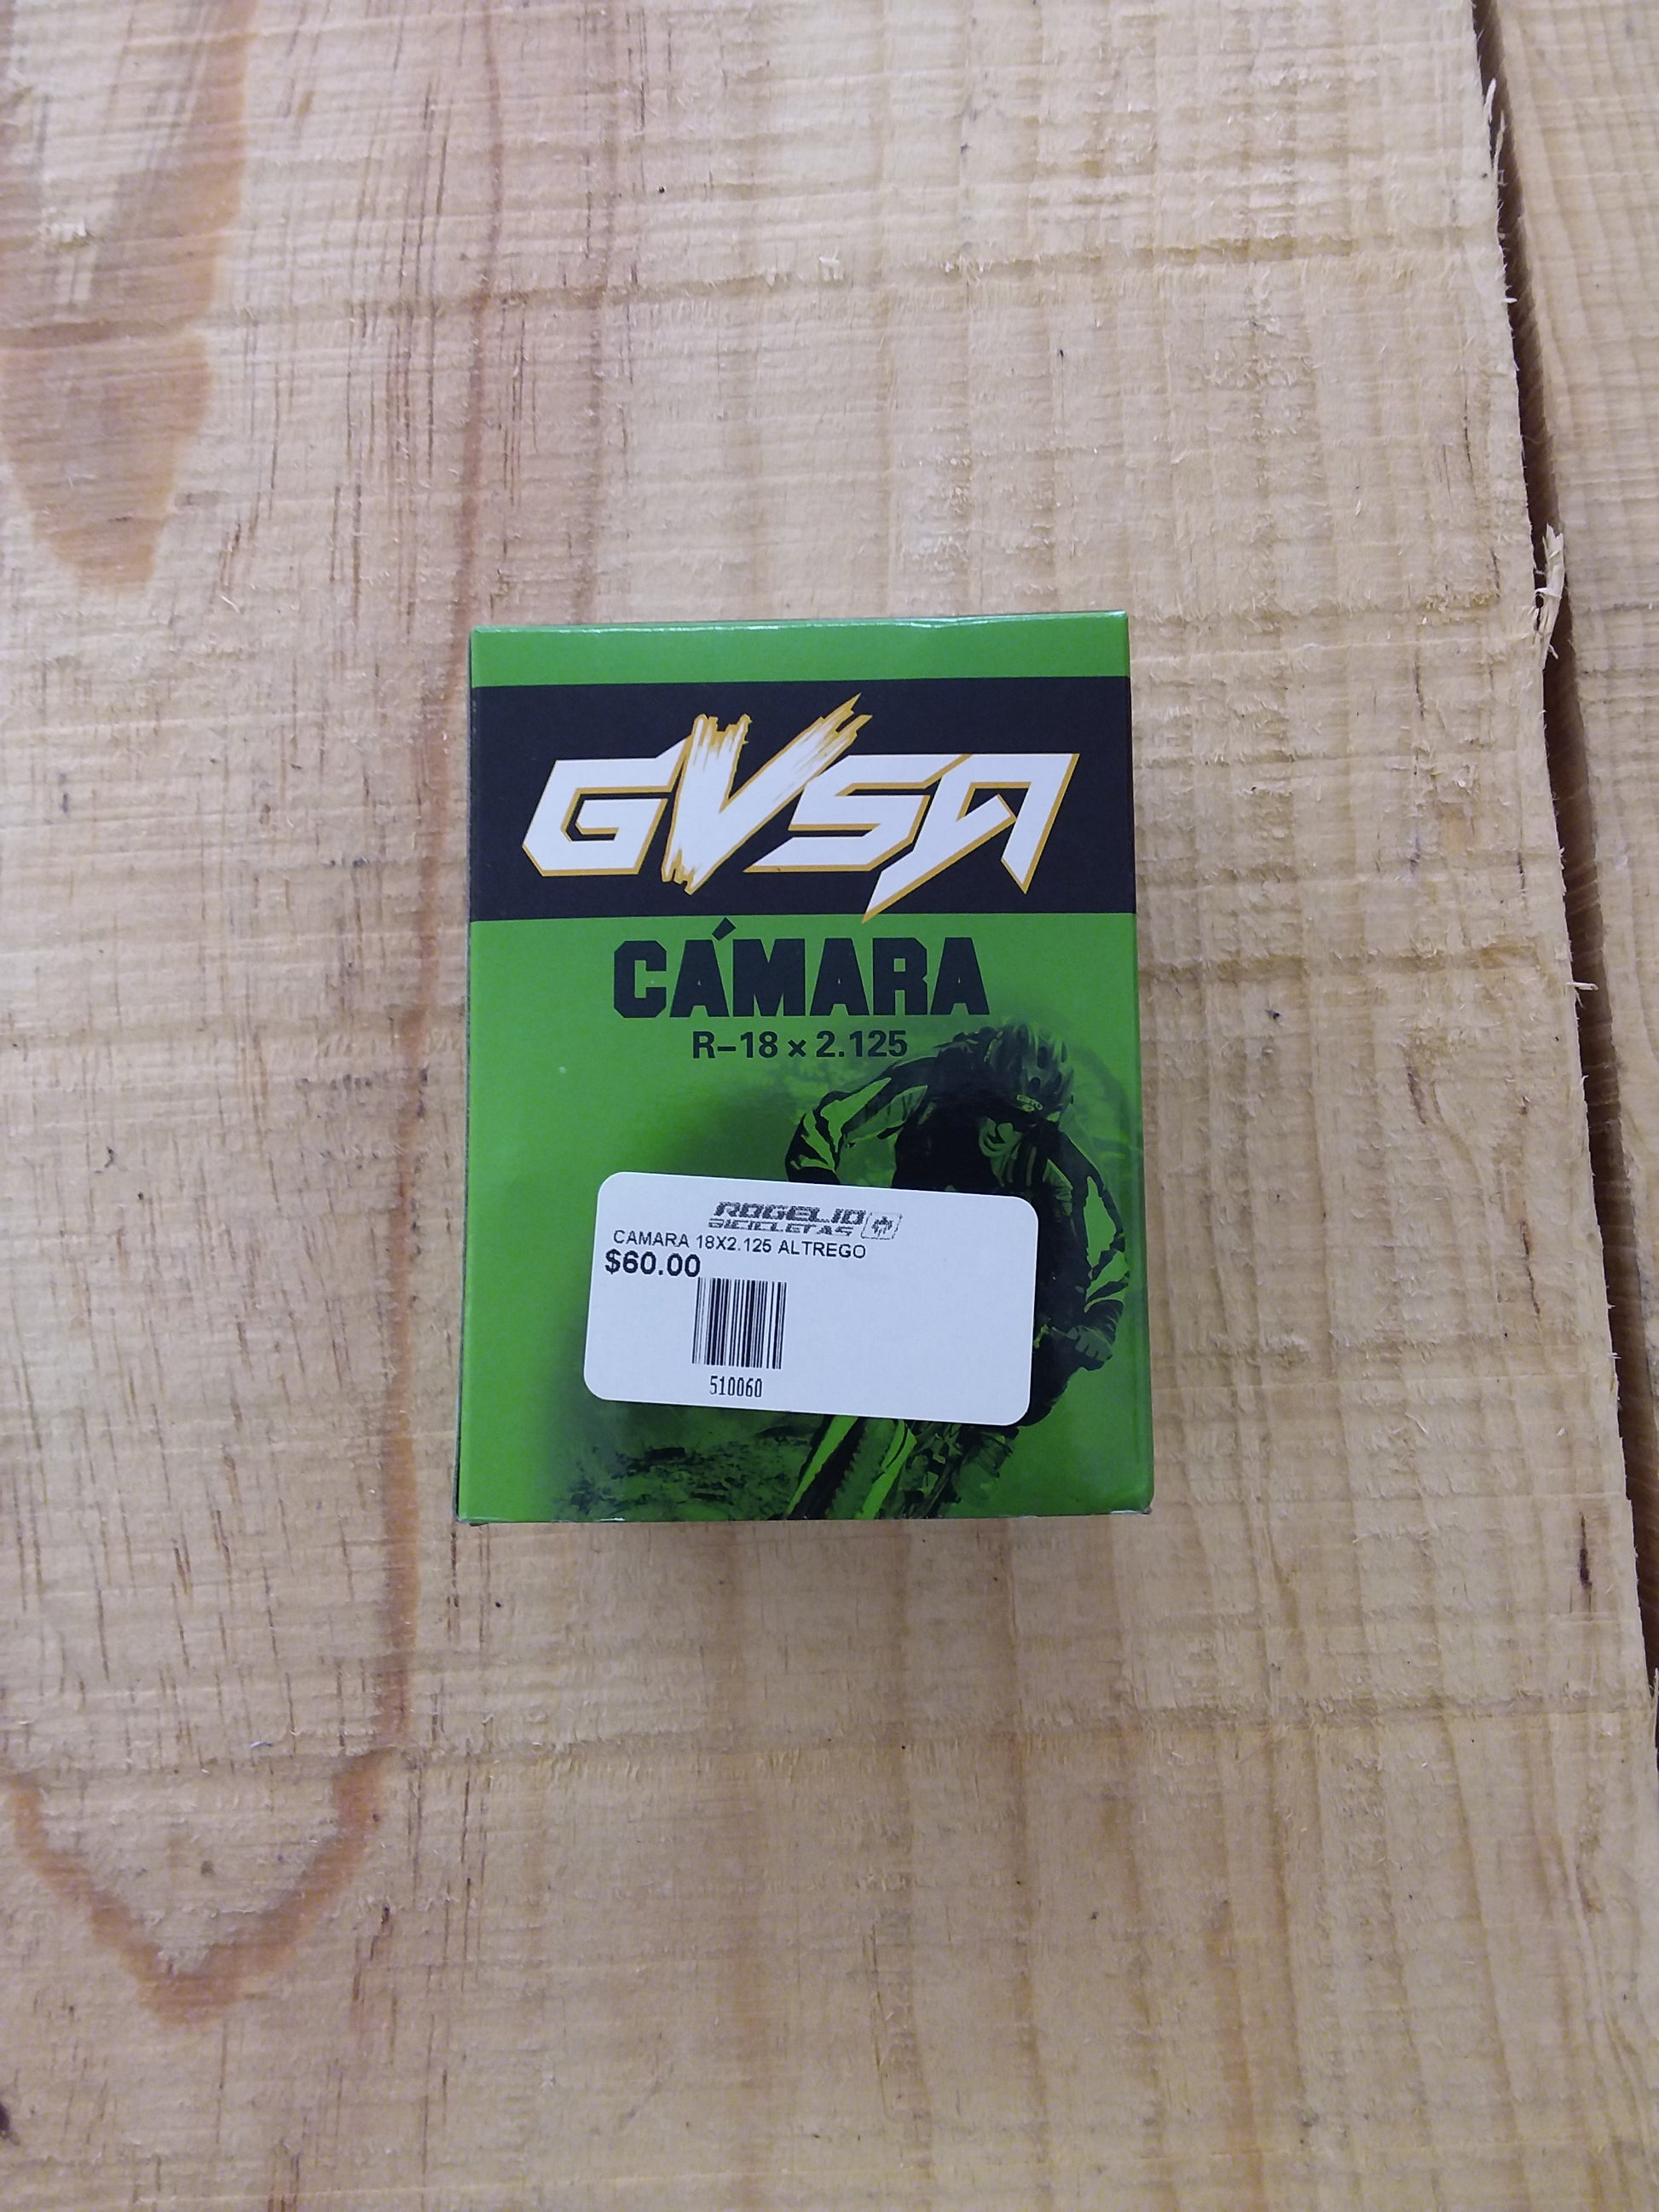 GVSA
CÁMARA
R-18 x 2.125
ROGELIO
BICICLETAS
CAMARA 18X2.125 ALTREGO
$60.00
510060